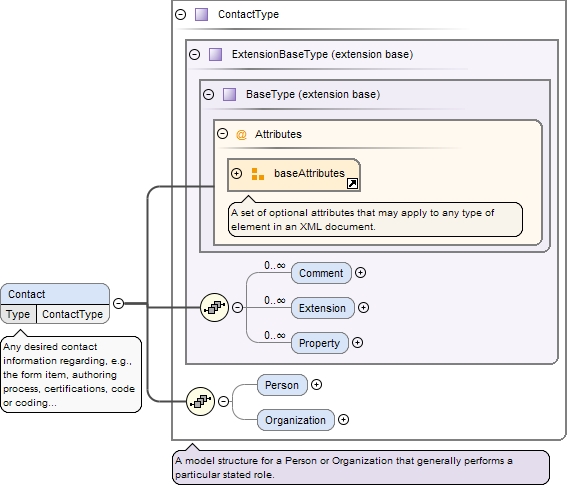 ContactType
ExtensionBaseType (extension base)
BaseType (extension base)
@ Attributes
baseAttributes
A set of optional attributes that may apply to any type of
element in an XML document.
0..∞
Comment
0..∞
Extension
0..∞
Property
Contact
Type ContactType
Any desired contact
information regarding, e.g.,
the form item, authoring
process, certifications, code
or coding...
Person
Organization
A model structure for a Person or Organization that generally performs a
particular stated role.